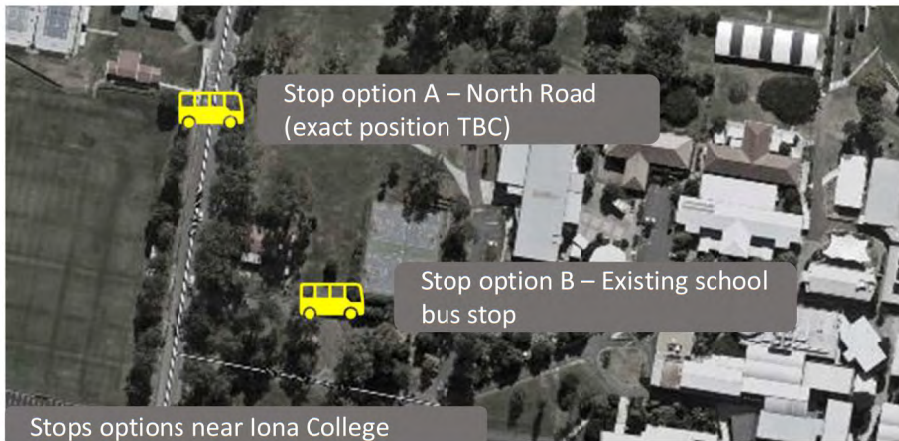 Stop option A – North Road
(exact position TBC)
Stop option B – Existing school
bus stop
Stops options near Iona College